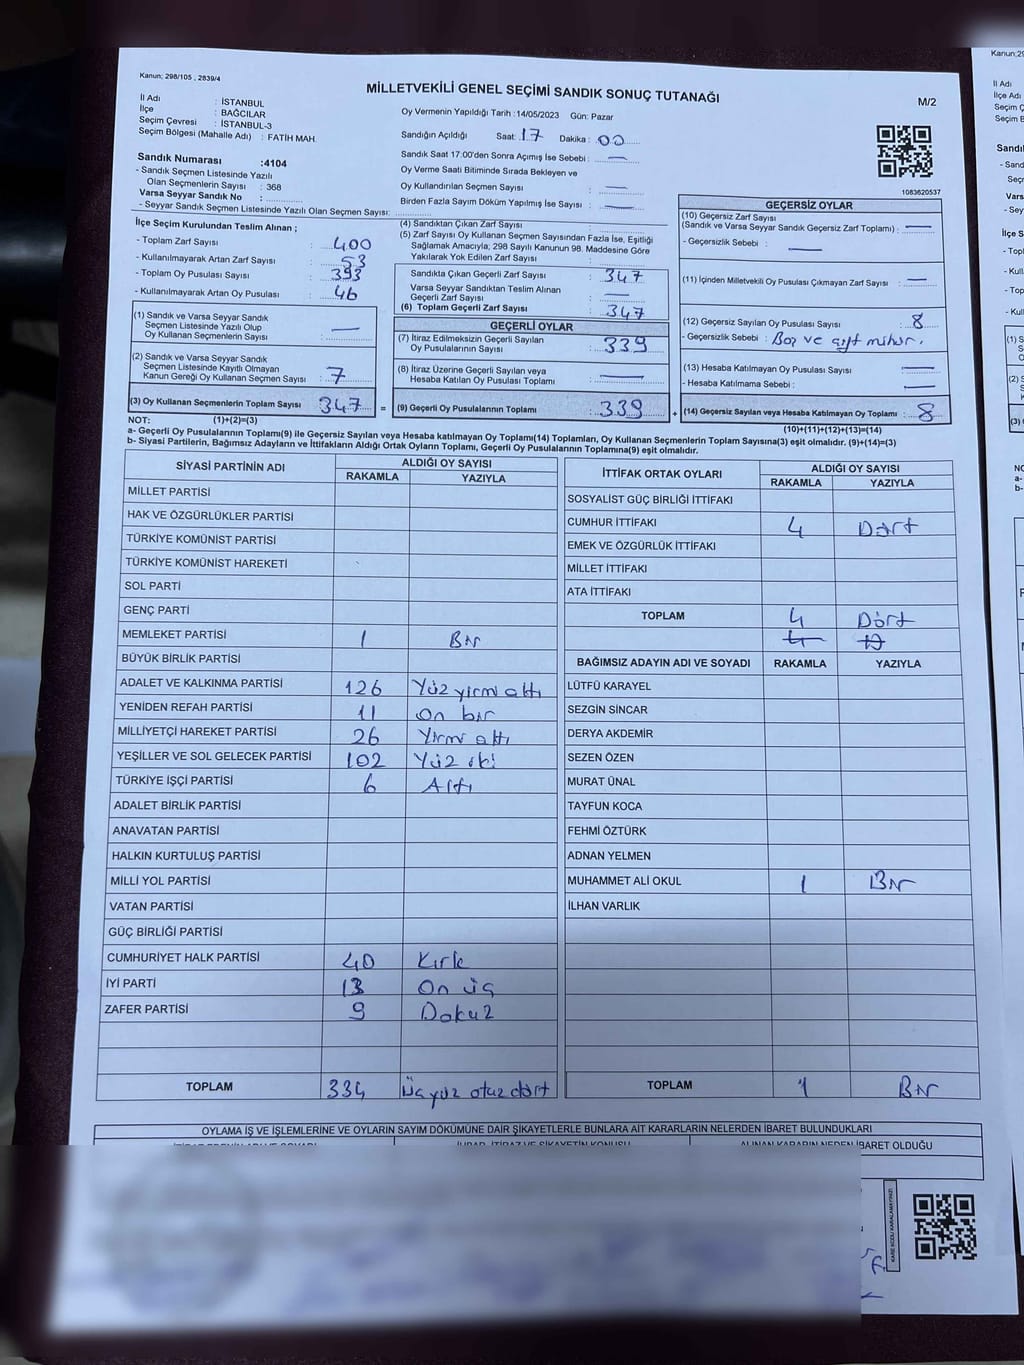 Kanun; 298/105 , 2839/4
MİLLETVEKİLİ GENEL SEÇİMİ SANDIK SONUÇ TUTANAĞI
M/2
İl Adı : İSTANBUL
İlçe : BAĞCILAR
Seçim Çevresi : İSTANBUL-3
Seçim Bölgesi (Mahalle Adı) : FATİH MAH.
Oy Vermenin Yapıldığı Tarih :14/05/2023 Gün: Pazar
Sandığın Açıldığı Saat: 17 Dakika : 00
Sandık Saat 17.00'den Sonra Açımış İse Sebebi : —
Oy Verme Saati Bitiminde Sırada Bekleyen ve
Oy Kullandırılan Seçmen Sayısı —
Birden Fazla Sayım Döküm Yapılmış İse Sayısı : —
1083620537
Sandık Numarası :4104
- Sandık Seçmen Listesinde Yazılı
Olan Seçmenlerin Sayısı : 368
Varsa Seyyar Sandık No :
- Seyyar Sandık Seçmen Listesinde Yazılı Olan Seçmen Sayısı:
İlçe Seçim Kurulundan Teslim Alınan ;
- Toplam Zarf Sayısı : 400
- Kullanılmayarak Artan Zarf Sayısı : 53
- Toplam Oy Pusulası Sayısı : 393
- Kullanılmayarak Artan Oy Pusulası : 46
(1) Sandık ve Varsa Seyyar Sandık
Seçmen Listesinde Yazılı Olup
Oy Kullanan Seçmenlerin Sayısı : —
(2) Sandık ve Varsa Seyyar Sandık
Seçmen Listesinde Kayıtlı Olmayan
Kanun Gereği Oy Kullanan Seçmen Sayısı : 7
(3) Oy Kullanan Seçmenlerin Toplam Sayısı 347 =
(4) Sandıktan Çıkan Zarf Sayısı :
(5) Zarf Sayısı Oy Kullanan Seçmen Sayısından Fazla İse, Eşitliği
Sağlamak Amacıyla; 298 Sayılı Kanunun 98. Maddesine Göre
Yakılarak Yok Edilen Zarf Sayısı :
Sandıkta Çıkan Geçerli Zarf Sayısı : 347
Varsa Seyyar Sandıktan Teslim Alınan
Geçerli Zarf Sayısı : —
(6) Toplam Geçerli Zarf Sayısı : 347
GEÇERLİ OYLAR
(7) İtiraz Edilmeksizin Geçerli Sayılan
Oy Pusulalarının Sayısı : 339
(8) İtiraz Üzerine Geçerli Sayılan veya
Hesaba Katılan Oy Pusulası Toplamı : —
(9) Geçerli Oy Pusulalarının Toplamı : 339 +
GEÇERSİZ OYLAR
(10) Geçersiz Zarf Sayısı
(Sandık ve Varsa Seyyar Sandık Geçersiz Zarf Toplamı) : —
- Geçersizlik Sebebi : —
(11) İçinden Milletvekili Oy Pusulası Çıkmayan Zarf Sayısı : —
(12) Geçersiz Sayılan Oy Pusulası Sayısı : 8
- Geçersizlik Sebebi : Boş ve çift mühür.
(13) Hesaba Katılmayan Oy Pusulası Sayısı : —
- Hesaba Katılmama Sebebi : —
(14) Geçersiz Sayılan veya Hesaba Katılmayan Oy Toplamı : 8
NOT: (1)+(2)=(3) (10)+(11)+(12)+(13)=(14)
a- Geçerli Oy Pusulalarının Toplamı(9) ile Geçersiz Sayılan veya Hesaba katılmayan Oy Toplamı(14) Toplamları, Oy Kullanan Seçmenlerin Toplam Sayısına(3) eşit olmalıdır. (9)+(14)=(3)
b- Siyasi Partilerin, Bağımsız Adayların ve İttifakların Aldığı Ortak Oyların Toplamı, Geçerli Oy Pusulalarının Toplamına(9) eşit olmalıdır.
SİYASİ PARTİNİN ADI ALDIĞI OY SAYISI
RAKAMLA YAZIYLA
MİLLET PARTİSİ
HAK VE ÖZGÜRLÜKLER PARTİSİ
TÜRKİYE KOMÜNİST PARTİSİ
TÜRKİYE KOMÜNİST HAREKETİ
SOL PARTİ
GENÇ PARTİ
MEMLEKET PARTİSİ 1 Bir
BÜYÜK BİRLİK PARTİSİ
ADALET VE KALKINMA PARTİSİ 126 Yüz yirmi altı
YENİDEN REFAH PARTİSİ 11 On bir
MİLLİYETÇİ HAREKET PARTİSİ 26 Yirmi altı
YEŞİLLER VE SOL GELECEK PARTİSİ 102 Yüz iki
TÜRKİYE İŞÇİ PARTİSİ 6 Altı
ADALET BİRLİK PARTİSİ
ANAVATAN PARTİSİ
HALKIN KURTULUŞ PARTİSİ
MİLLİ YOL PARTİSİ
VATAN PARTİSİ
GÜÇ BİRLİĞİ PARTİSİ
CUMHURİYET HALK PARTİSİ 40 Kırk
İYİ PARTİ 13 On üç
ZAFER PARTİSİ 9 Dokuz
TOPLAM 334 Üçyüz otuz dört
İTTİFAK ORTAK OYLARI ALDIĞI OY SAYISI
RAKAMLA YAZIYLA
SOSYALİST GÜÇ BİRLİĞİ İTTİFAKI
CUMHUR İTTİFAKI 4 Dört
EMEK VE ÖZGÜRLÜK İTTİFAKI
MİLLET İTTİFAKI
ATA İTTİFAKI
TOPLAM 4 Dört
BAĞIMSIZ ADAYIN ADI VE SOYADI RAKAMLA YAZIYLA
LÜTFÜ KARAYEL
SEZGİN SİNCAR
DERYA AKDEMİR
SEZEN ÖZEN
MURAT ÜNAL
TAYFUN KOCA
FEHMİ ÖZTÜRK
ADNAN YELMEN
MUHAMMET ALİ OKUL 1 Bir
İLHAN VARLIK
TOPLAM 1 Bir
OYLAMA İŞ VE İŞLEMLERİNE VE OYLARIN SAYIM DÖKÜMÜNE DAİR ŞİKAYETLERLE BUNLARA AİT KARARLARIN NELERDEN İBARET BULUNDUKLARI
İHBAR, İTİRAZ VE ŞİKAYETİN KONUSU
ALINAN KARARIN NEDEN İBARET OLDUĞU
KARE KODU KARALAMAYINIZ!